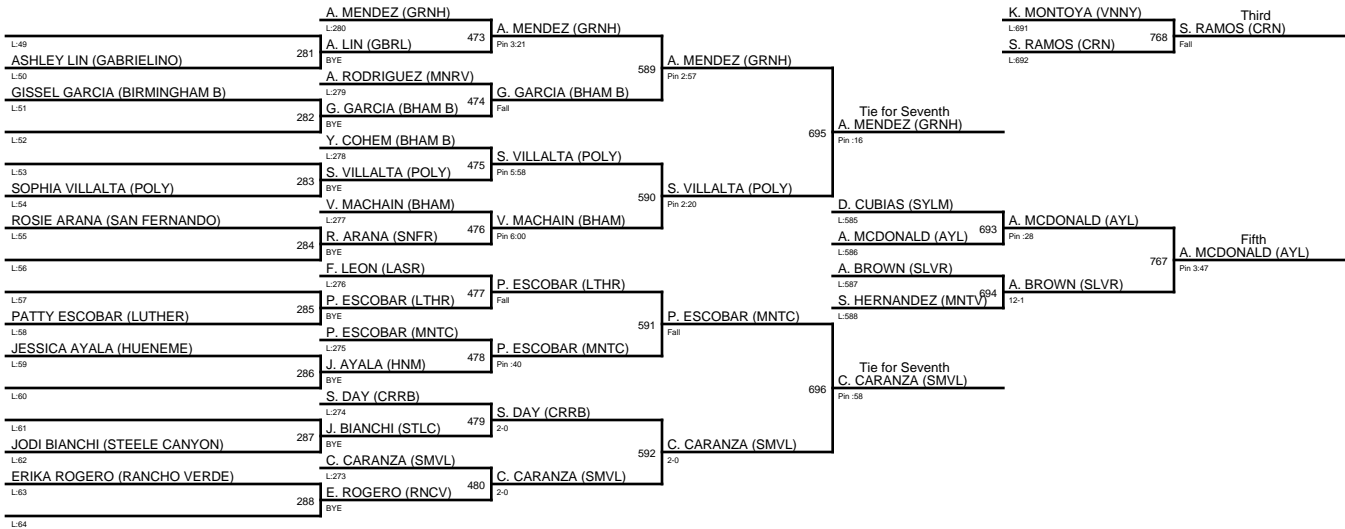 A. MENDEZ (GRNH)
L:280
473
A. MENDEZ (GRNH)
Pin 3:21
L:49
281
A. LIN (GBRL)
BYE
ASHLEY LIN (GABRIELINO)
L:50
589
A. MENDEZ (GRNH)
Pin 2:57
A. RODRIGUEZ (MNRV)
L:279
474
G. GARCIA (BHAM B)
Fall
GISSEL GARCIA (BIRMINGHAM B)
L:51
282
G. GARCIA (BHAM B)
BYE
L:52
695
Tie for Seventh
A. MENDEZ (GRNH)
Pin :16
Y. COHEM (BHAM B)
L:278
475
S. VILLALTA (POLY)
Pin 5:58
L:53
283
S. VILLALTA (POLY)
BYE
SOPHIA VILLALTA (POLY)
L:54
590
S. VILLALTA (POLY)
Pin 2:20
V. MACHAIN (BHAM)
L:277
476
V. MACHAIN (BHAM)
Pin 6:00
ROSIE ARANA (SAN FERNANDO)
L:55
284
R. ARANA (SNFR)
BYE
L:56
F. LEON (LASR)
L:276
477
P. ESCOBAR (LTHR)
Fall
L:57
285
P. ESCOBAR (LTHR)
BYE
PATTY ESCOBAR (LUTHER)
L:58
591
P. ESCOBAR (MNTC)
Fall
P. ESCOBAR (MNTC)
L:275
478
P. ESCOBAR (MNTC)
Pin :40
JESSICA AYALA (HUENEME)
L:59
286
J. AYALA (HNM)
BYE
L:60
696
Tie for Seventh
C. CARANZA (SMVL)
Pin :58
S. DAY (CRRB)
L:274
479
S. DAY (CRRB)
2-0
L:61
287
J. BIANCHI (STLC)
BYE
JODI BIANCHI (STEELE CANYON)
L:62
592
C. CARANZA (SMVL)
2-0
C. CARANZA (SMVL)
L:273
480
C. CARANZA (SMVL)
2-0
ERIKA ROGERO (RANCHO VERDE)
L:63
288
E. ROGERO (RNCV)
BYE
L:64
K. MONTOYA (VNNY)
L:691
768
Third
S. RAMOS (CRN)
Fall
S. RAMOS (CRN)
L:692
D. CUBIAS (SYLM)
L:585
693
A. MCDONALD (AYL)
Pin :28
A. MCDONALD (AYL)
L:586
767
Fifth
A. MCDONALD (AYL)
Pin 3:47
A. BROWN (SLVR)
L:587
694
A. BROWN (SLVR)
12-1
S. HERNANDEZ (MNTV)
L:588